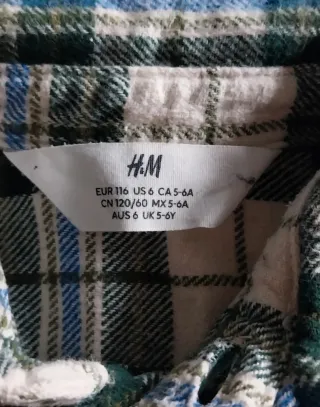 H&M
EUR 116 US 6 CA 5-6A
CN 120/60 MX 5-6A
AUS 6 UK 5-6Y